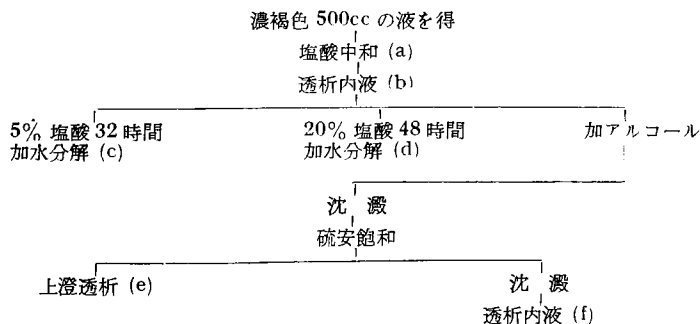 濃褐色 500cc の液を得
塩酸中和 (a)
透析内液 (b)
5% 塩酸 32 時間
加水分解 (c)
20% 塩酸 48 時間
加水分解 (d)
加アルコール
沈澱
硫安飽和
上澄透析 (e)
沈澱
透析内液 (f)